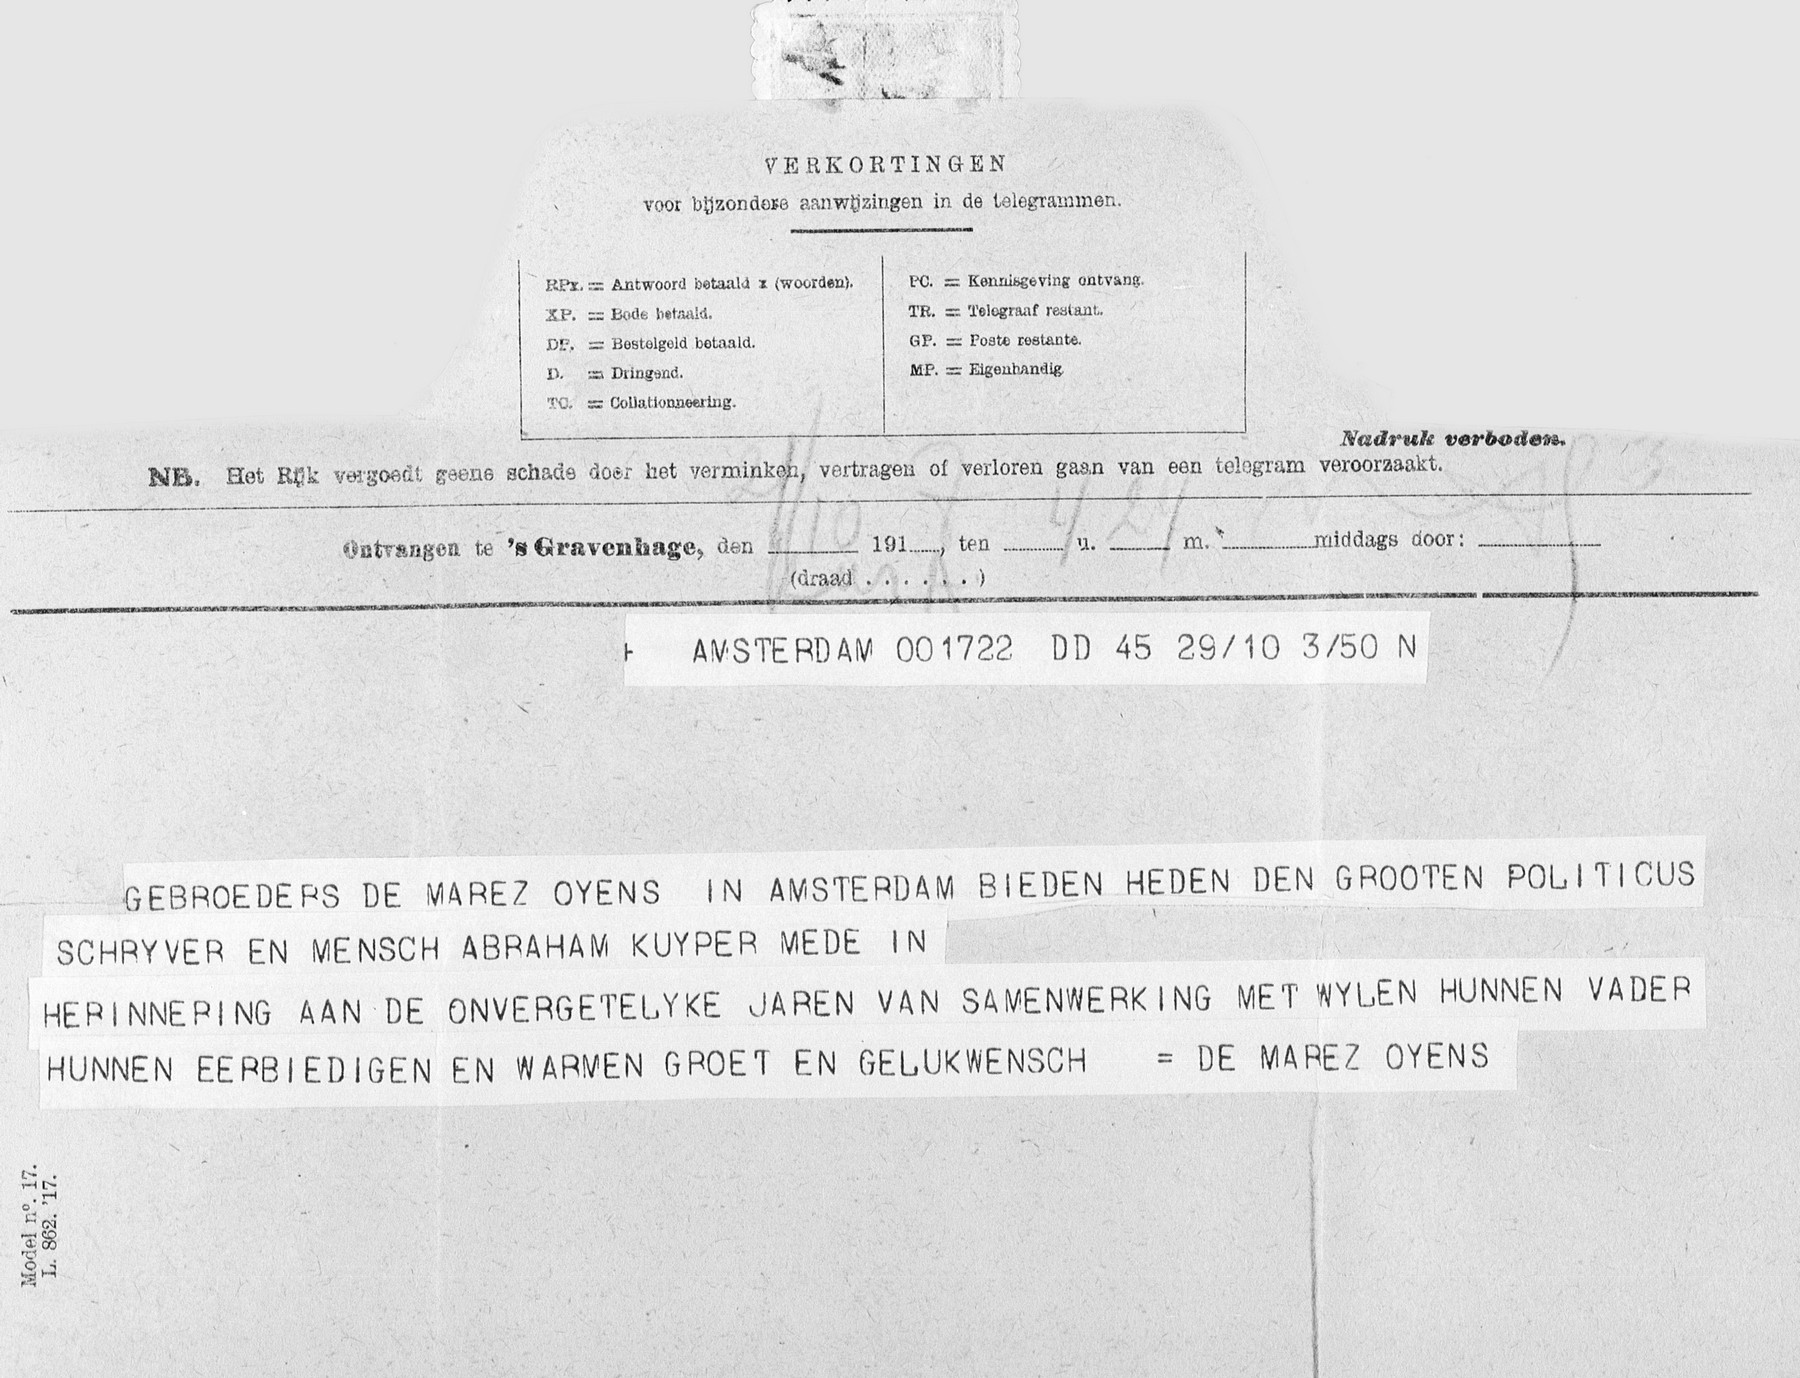 VERKORTINGEN
voor bijzondere aanwijzingen in de telegrammen.
RPx. = Antwoord betaald x (woorden).
XP. = Bode betaald.
DP. = Bestelgeld betaald.
D. = Dringend.
TC. = Collationneering.
PC. = Kennisgeving ontvang.
TR. = Telegraaf restant.
GP. = Poste restante.
MP. = Eigenhandig
Nadruk verboden.
NB. Het Rijk vergoedt geene schade door het verminken, vertragen of verloren gaan van een telegram veroorzaakt.
Ontvangen te 's Gravenhage, den 191, ten u. m. middags door:
(draad . . . . . . )
AMSTERDAM 001722 DD 45 29/10 3/50 N
GEBROEDERS DE MAREZ OYENS IN AMSTERDAM BIEDEN HEDEN DEN GROOTEN POLITICUS
SCHRYVER EN MENSCH ABRAHAM KUYPER MEDE IN
HERINNERING AAN DE ONVERGETELYKE JAREN VAN SAMENWERKING MET WYLEN HUNNEN VADER
HUNNEN EERBIEDIGEN EN WARMEN GROET EN GELUKWENSCH = DE MAREZ OYENS
Model nº. 17.
L. 862. '17.